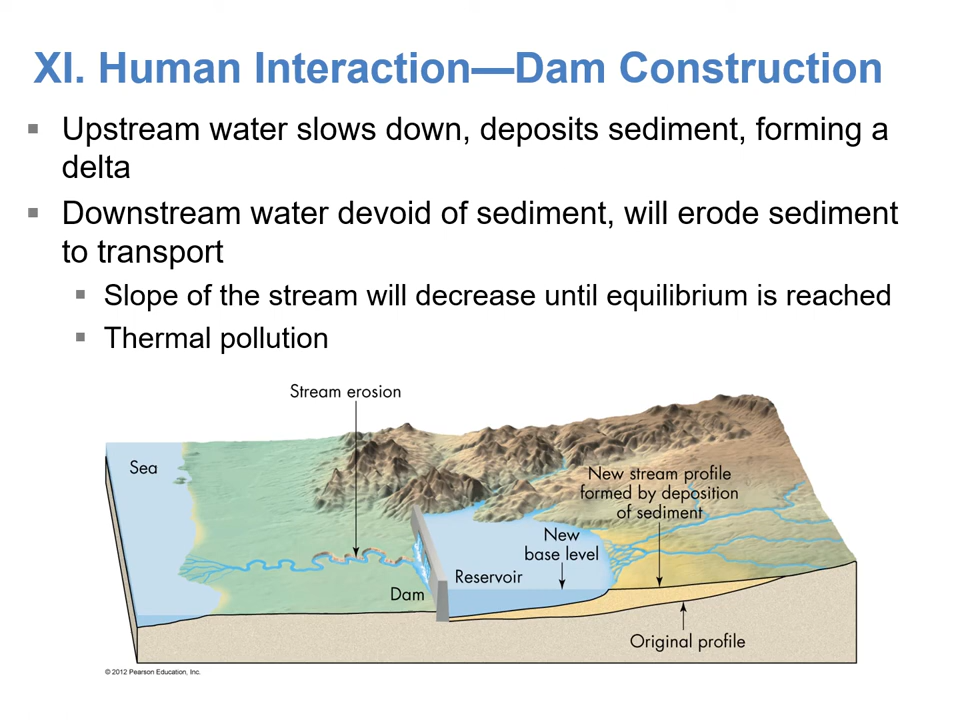 XI. Human Interaction—Dam Construction
▪ Upstream water slows down, deposits sediment, forming a
delta
▪ Downstream water devoid of sediment, will erode sediment
to transport
▪ Slope of the stream will decrease until equilibrium is reached
▪ Thermal pollution
Stream erosion
Sea
New stream profile
formed by deposition
of sediment
New
base level
Reservoir
Dam
Original profile
© 2012 Pearson Education, Inc.